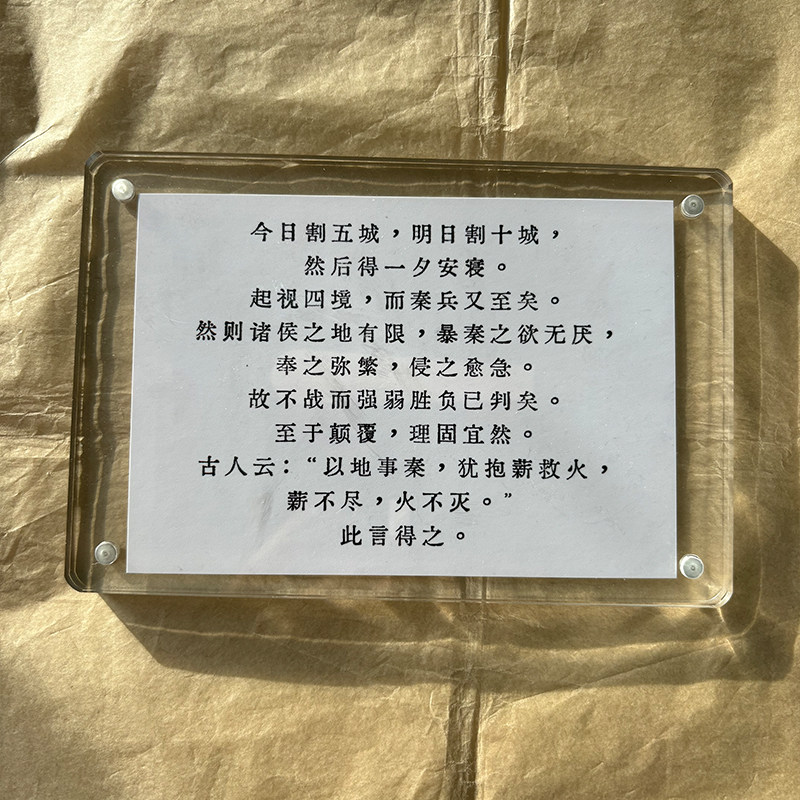 今日割五城，明日割十城，
然后得一夕安寝。
起视四境，而秦兵又至矣。
然则诸侯之地有限，暴秦之欲无厌，
奉之弥繁，侵之愈急。
故不战而强弱胜负已判矣。
至于颠覆，理固宜然。
古人云：“以地事秦，犹抱薪救火，
薪不尽，火不灭。”
此言得之。